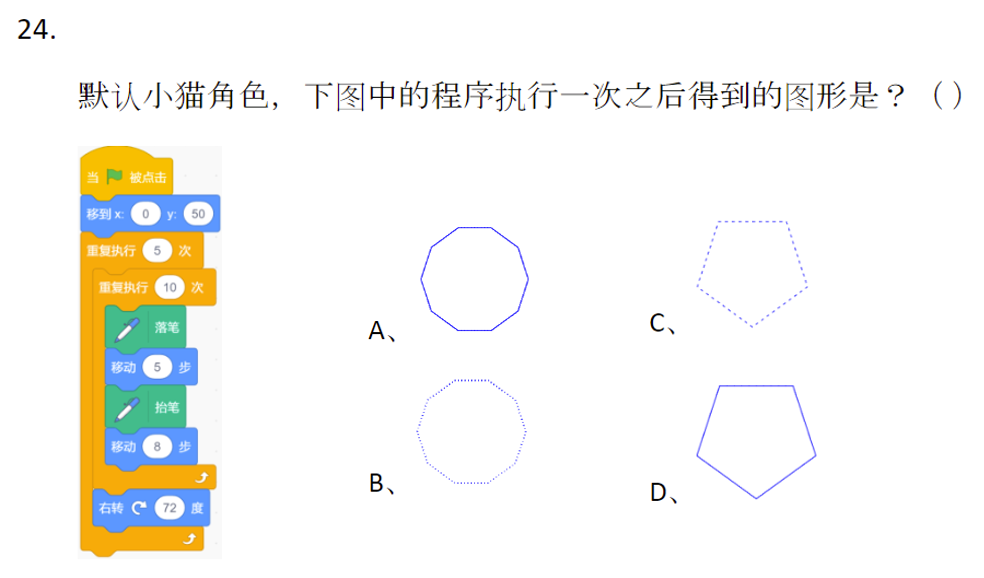 24.
默认小猫角色，下图中的程序执行一次之后得到的图形是？（）
当 被点击
移到 x: 0 y: 50
重复执行 5 次
重复执行 10 次
落笔
移动 5 步
抬笔
移动 8 步
右转 72 度
A、
B、
C、
D、